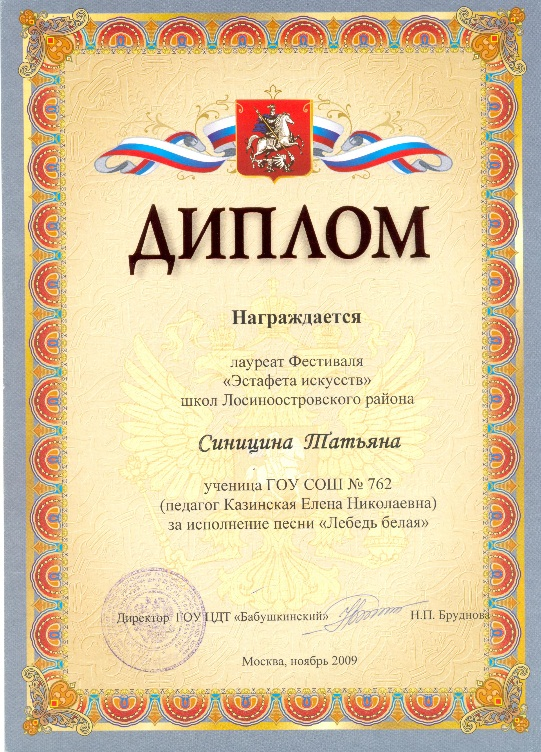 ДИПЛОМ
Награждается
лауреат Фестиваля
«Эстафета искусств»
школ Лосиноостровского района
Синицина Татьяна
ученица ГОУ СОШ № 762
(педагог Казинская Елена Николаевна)
за исполнение песни «Лебедь белая»
Директор ГОУ ЦДТ «Бабушкинский» Н.П. Бруднова
Москва, ноябрь 2009